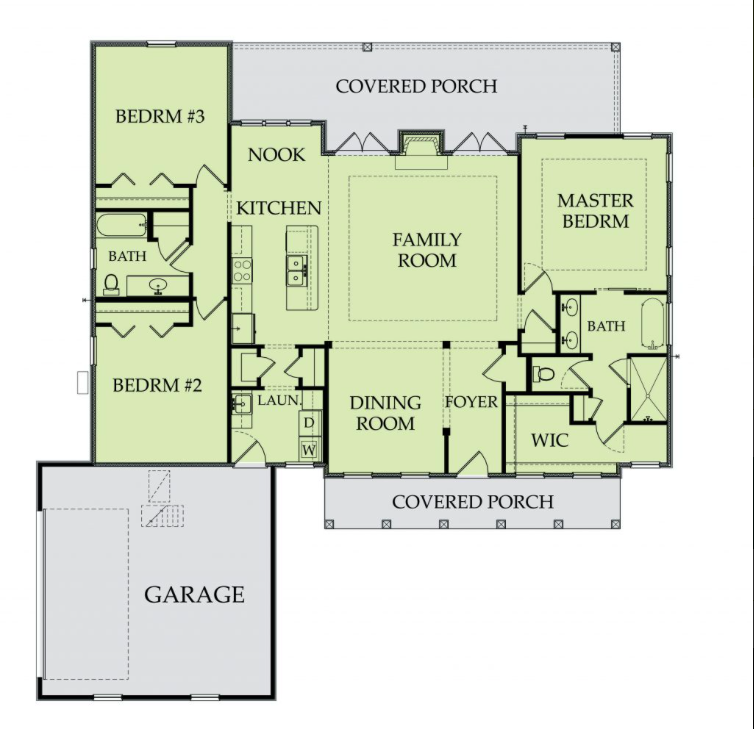 COVERED PORCH
BEDRM #3
NOOK
KITCHEN
FAMILY
ROOM
MASTER
BEDRM
BATH
BATH
BEDRM #2
LAUN.
D
W
DINING
ROOM
FOYER
WIC
COVERED PORCH
GARAGE